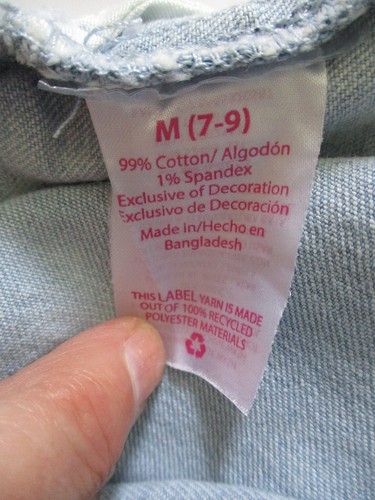 M (7-9)
99% Cotton/ Algodón
1% Spandex
Exclusive of Decoration
Exclusivo de Decoración
Made in/Hecho en
Bangladesh
THIS LABEL YARN IS MADE
OUT OF 100% RECYCLED
POLYESTER MATERIALS